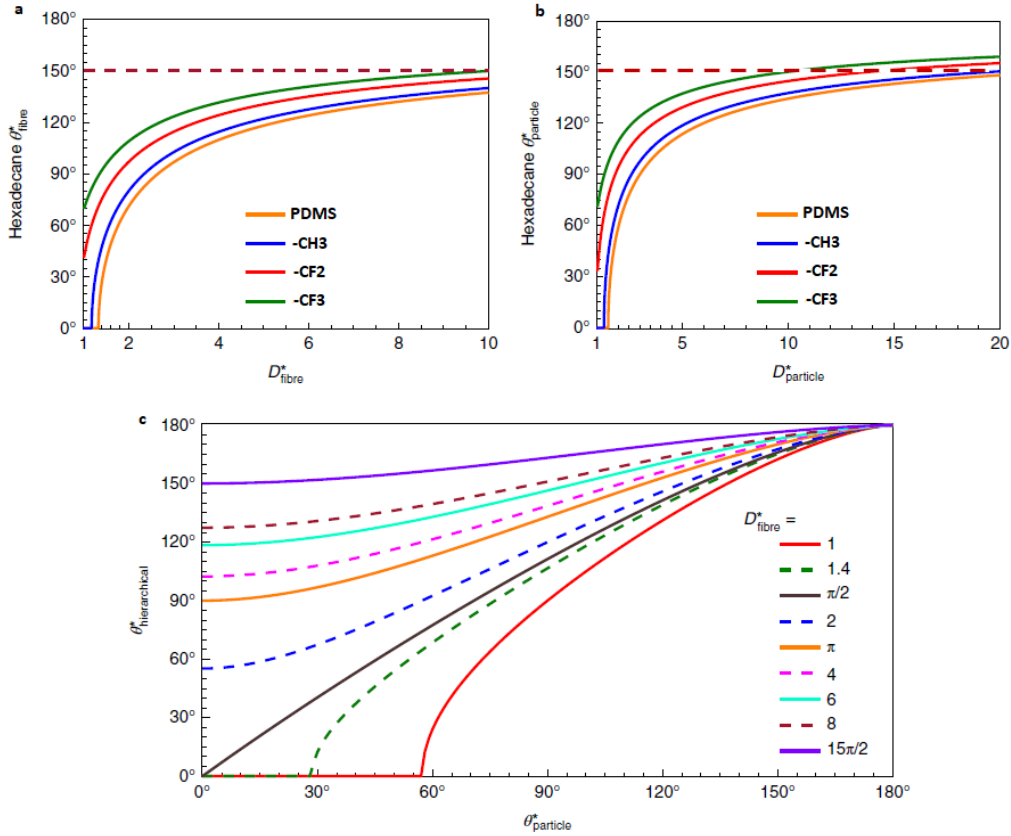 a
180°
150°
120°
90°
60°
30°
0°
Hexadecane θ*fibre
PDMS
-CH3
-CF2
-CF3
1 2 4 6 8 10
D*fibre
b
180°
150°
120°
90°
60°
30°
0°
Hexadecane θ*particle
PDMS
-CH3
-CF2
-CF3
1 5 10 15 20
D*particle
c
180°
150°
120°
90°
60°
30°
0°
θ*hierarchical
D*fibre =
1
1.4
π/2
2
π
4
6
8
15π/2
0° 30° 60° 90° 120° 150° 180°
θ*particle